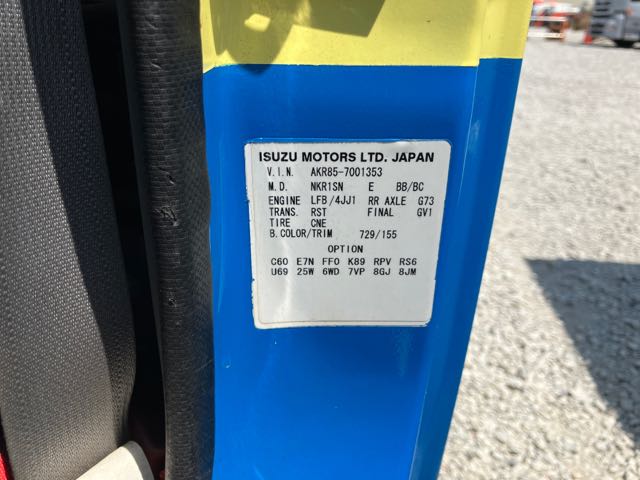 ISUZU MOTORS LTD. JAPAN
V.I.N. AKR85-7001353
M.D. NKR1SN E BB/BC
ENGINE LFB/4JJ1 RR AXLE G73
TRANS. RST FINAL GV1
TIRE CNE
B.COLOR/TRIM 729/155
OPTION
C60 E7N FF0 K89 RPV RS6
U69 25W 6WD 7VP 8GJ 8JM